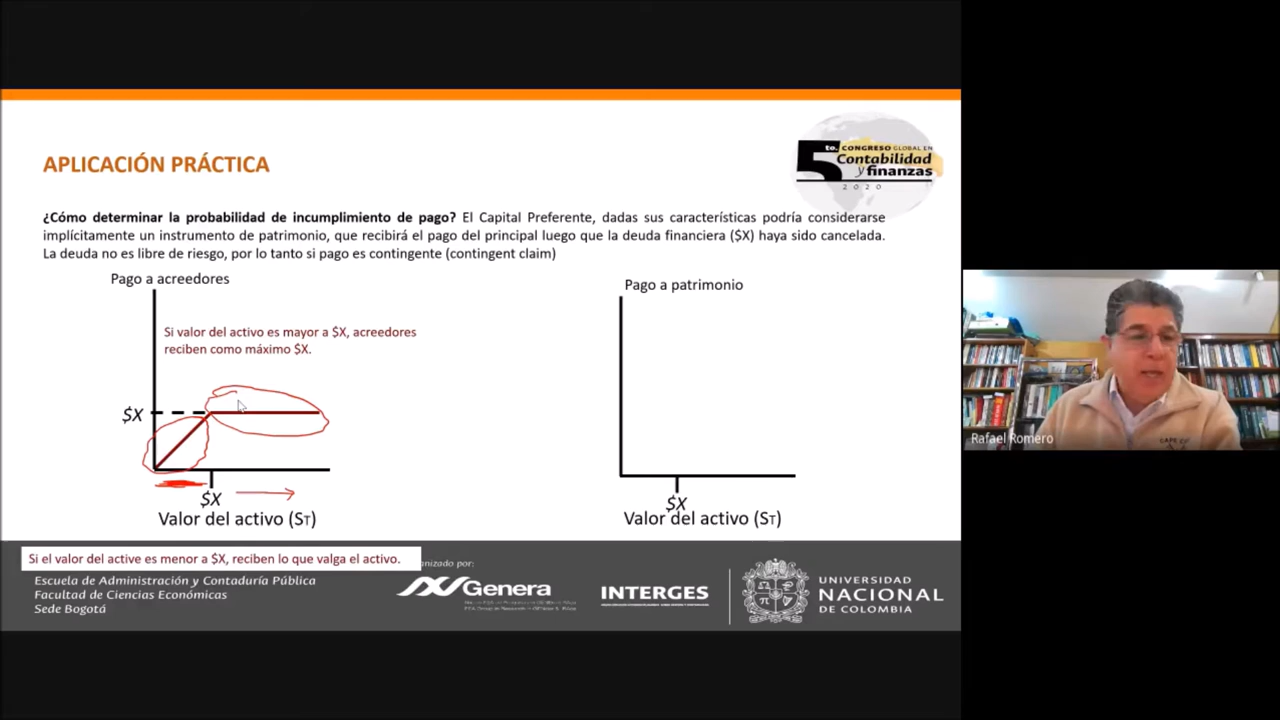 5to. CONGRESO GLOBAL EN
Contabilidad
y finanzas
2020
APLICACIÓN PRÁCTICA
¿Cómo determinar la probabilidad de incumplimiento de pago? El Capital Preferente, dadas sus características podría considerarse
implícitamente un instrumento de patrimonio, que recibirá el pago del principal luego que la deuda financiera ($X) haya sido cancelada.
La deuda no es libre de riesgo, por lo tanto si pago es contingente (contingent claim)
Pago a acreedores
Si valor del activo es mayor a $X, acreedores
reciben como máximo $X.
$X
$X
Valor del activo (ST)
Pago a patrimonio
$X
Valor del activo (ST)
Rafael Romero
Si el valor del active es menor a $X, reciben lo que valga el activo.
Escuela de Administración y Contaduría Pública
Facultad de Ciencias Económicas
Sede Bogotá
ganizado por:
Genera
INTERGES
UNIVERSIDAD
NACIONAL
DE COLOMBIA